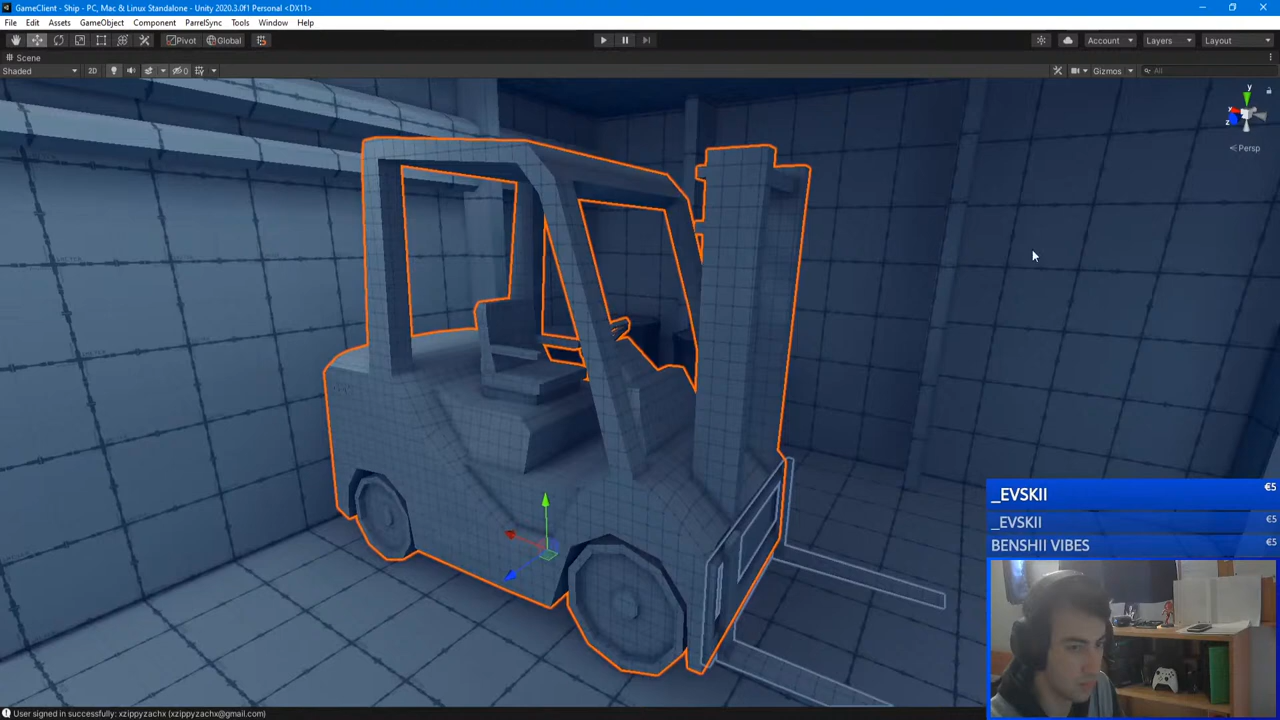 GameClient - Ship - PC, Mac & Linux Standalone - Unity 2020.3.0f1 Personal <DX11>
File Edit Assets GameObject Component ParrelSync Tools Window Help
Pivot Global Account Layers Layout
Scene
Shaded 2D 0 Gizmos All
y
x
z
Persp
_EVSKII €5
_EVSKII €5
BENSHII VIBES €5
User signed in successfully: xzippyzachx (xzippyzachx@gmail.com)